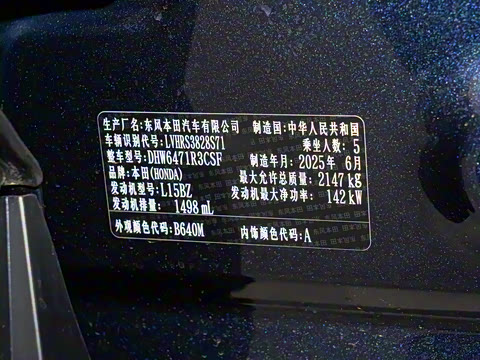 生产厂名:东风本田汽车有限公司 制造国:中华人民共和国
车辆识别代号:LVHRS3828S71 乘坐人数: 5
整车型号:DHW6471R3CSF 制造年月:2025年 6月
品牌:本田(HONDA) 最大允许总质量:2147 kg
发动机型号:L15BZ 发动机最大净功率: 142 kW
发动机排量: 1498 mL
外观颜色代码:B640M 内饰颜色代码:A